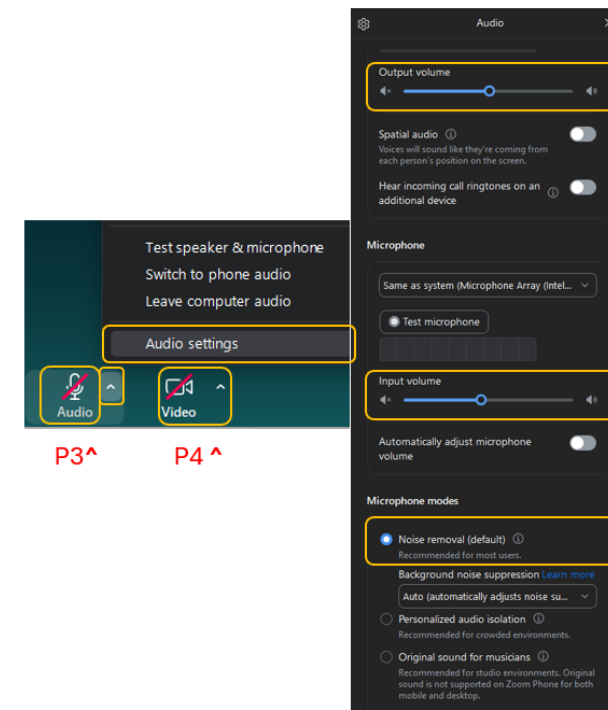 Audio
Output volume
Spatial audio
Voices will sound like they're coming from
each person's position on the screen.
Hear incoming call ringtones on an
additional device
Microphone
Same as system (Microphone Array (Intel...
Test microphone
Input volume
Automatically adjust microphone
volume
Microphone modes
Noise removal (default)
Recommended for most users.
Background noise suppression Learn more
Auto (automatically adjusts noise su...
Personalized audio isolation
Recommended for crowded environments.
Original sound for musicians
Recommended for studio environments. Original
sound is not supported on Zoom Phone for both
mobile and desktop.
Test speaker & microphone
Switch to phone audio
Leave computer audio
Audio settings
Audio
Video
P3^
P4 ^